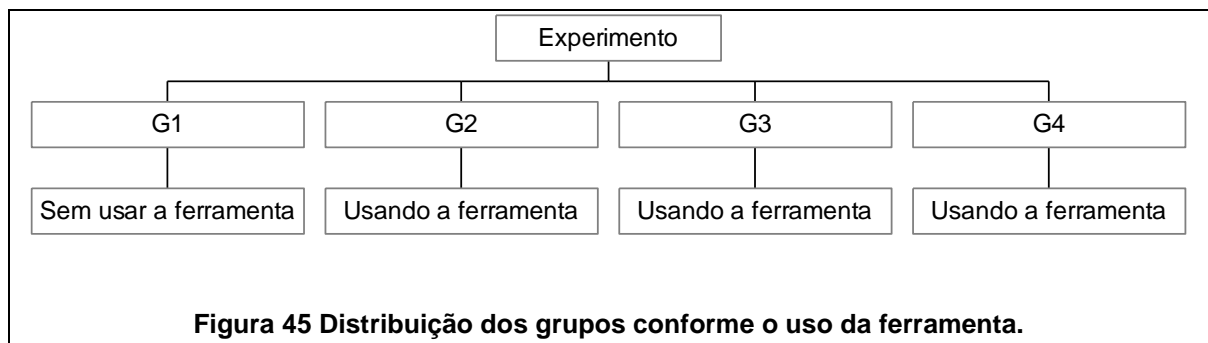 Experimento
G1 G2 G3 G4
Sem usar a ferramenta Usando a ferramenta Usando a ferramenta Usando a ferramenta
Figura 45 Distribuição dos grupos conforme o uso da ferramenta.